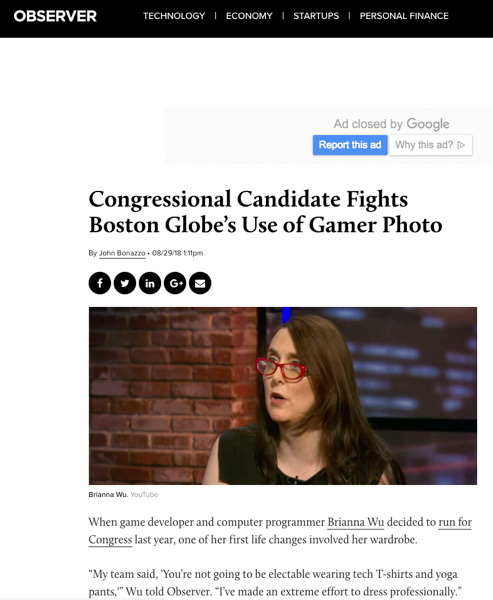 OBSERVER
TECHNOLOGY | ECONOMY | STARTUPS | PERSONAL FINANCE
Ad closed by Google
Report this ad
Why this ad?
Congressional Candidate Fights
Boston Globe’s Use of Gamer Photo
By John Bonazzo • 08/29/18 1:11pm
f
in
G+
Brianna Wu. YouTube
When game developer and computer programmer Brianna Wu decided to run for
Congress last year, one of her first life changes involved her wardrobe.
“My team said, ‘You’re not going to be electable wearing tech T-shirts and yoga
pants,’” Wu told Observer. “I’ve made an extreme effort to dress professionally.”